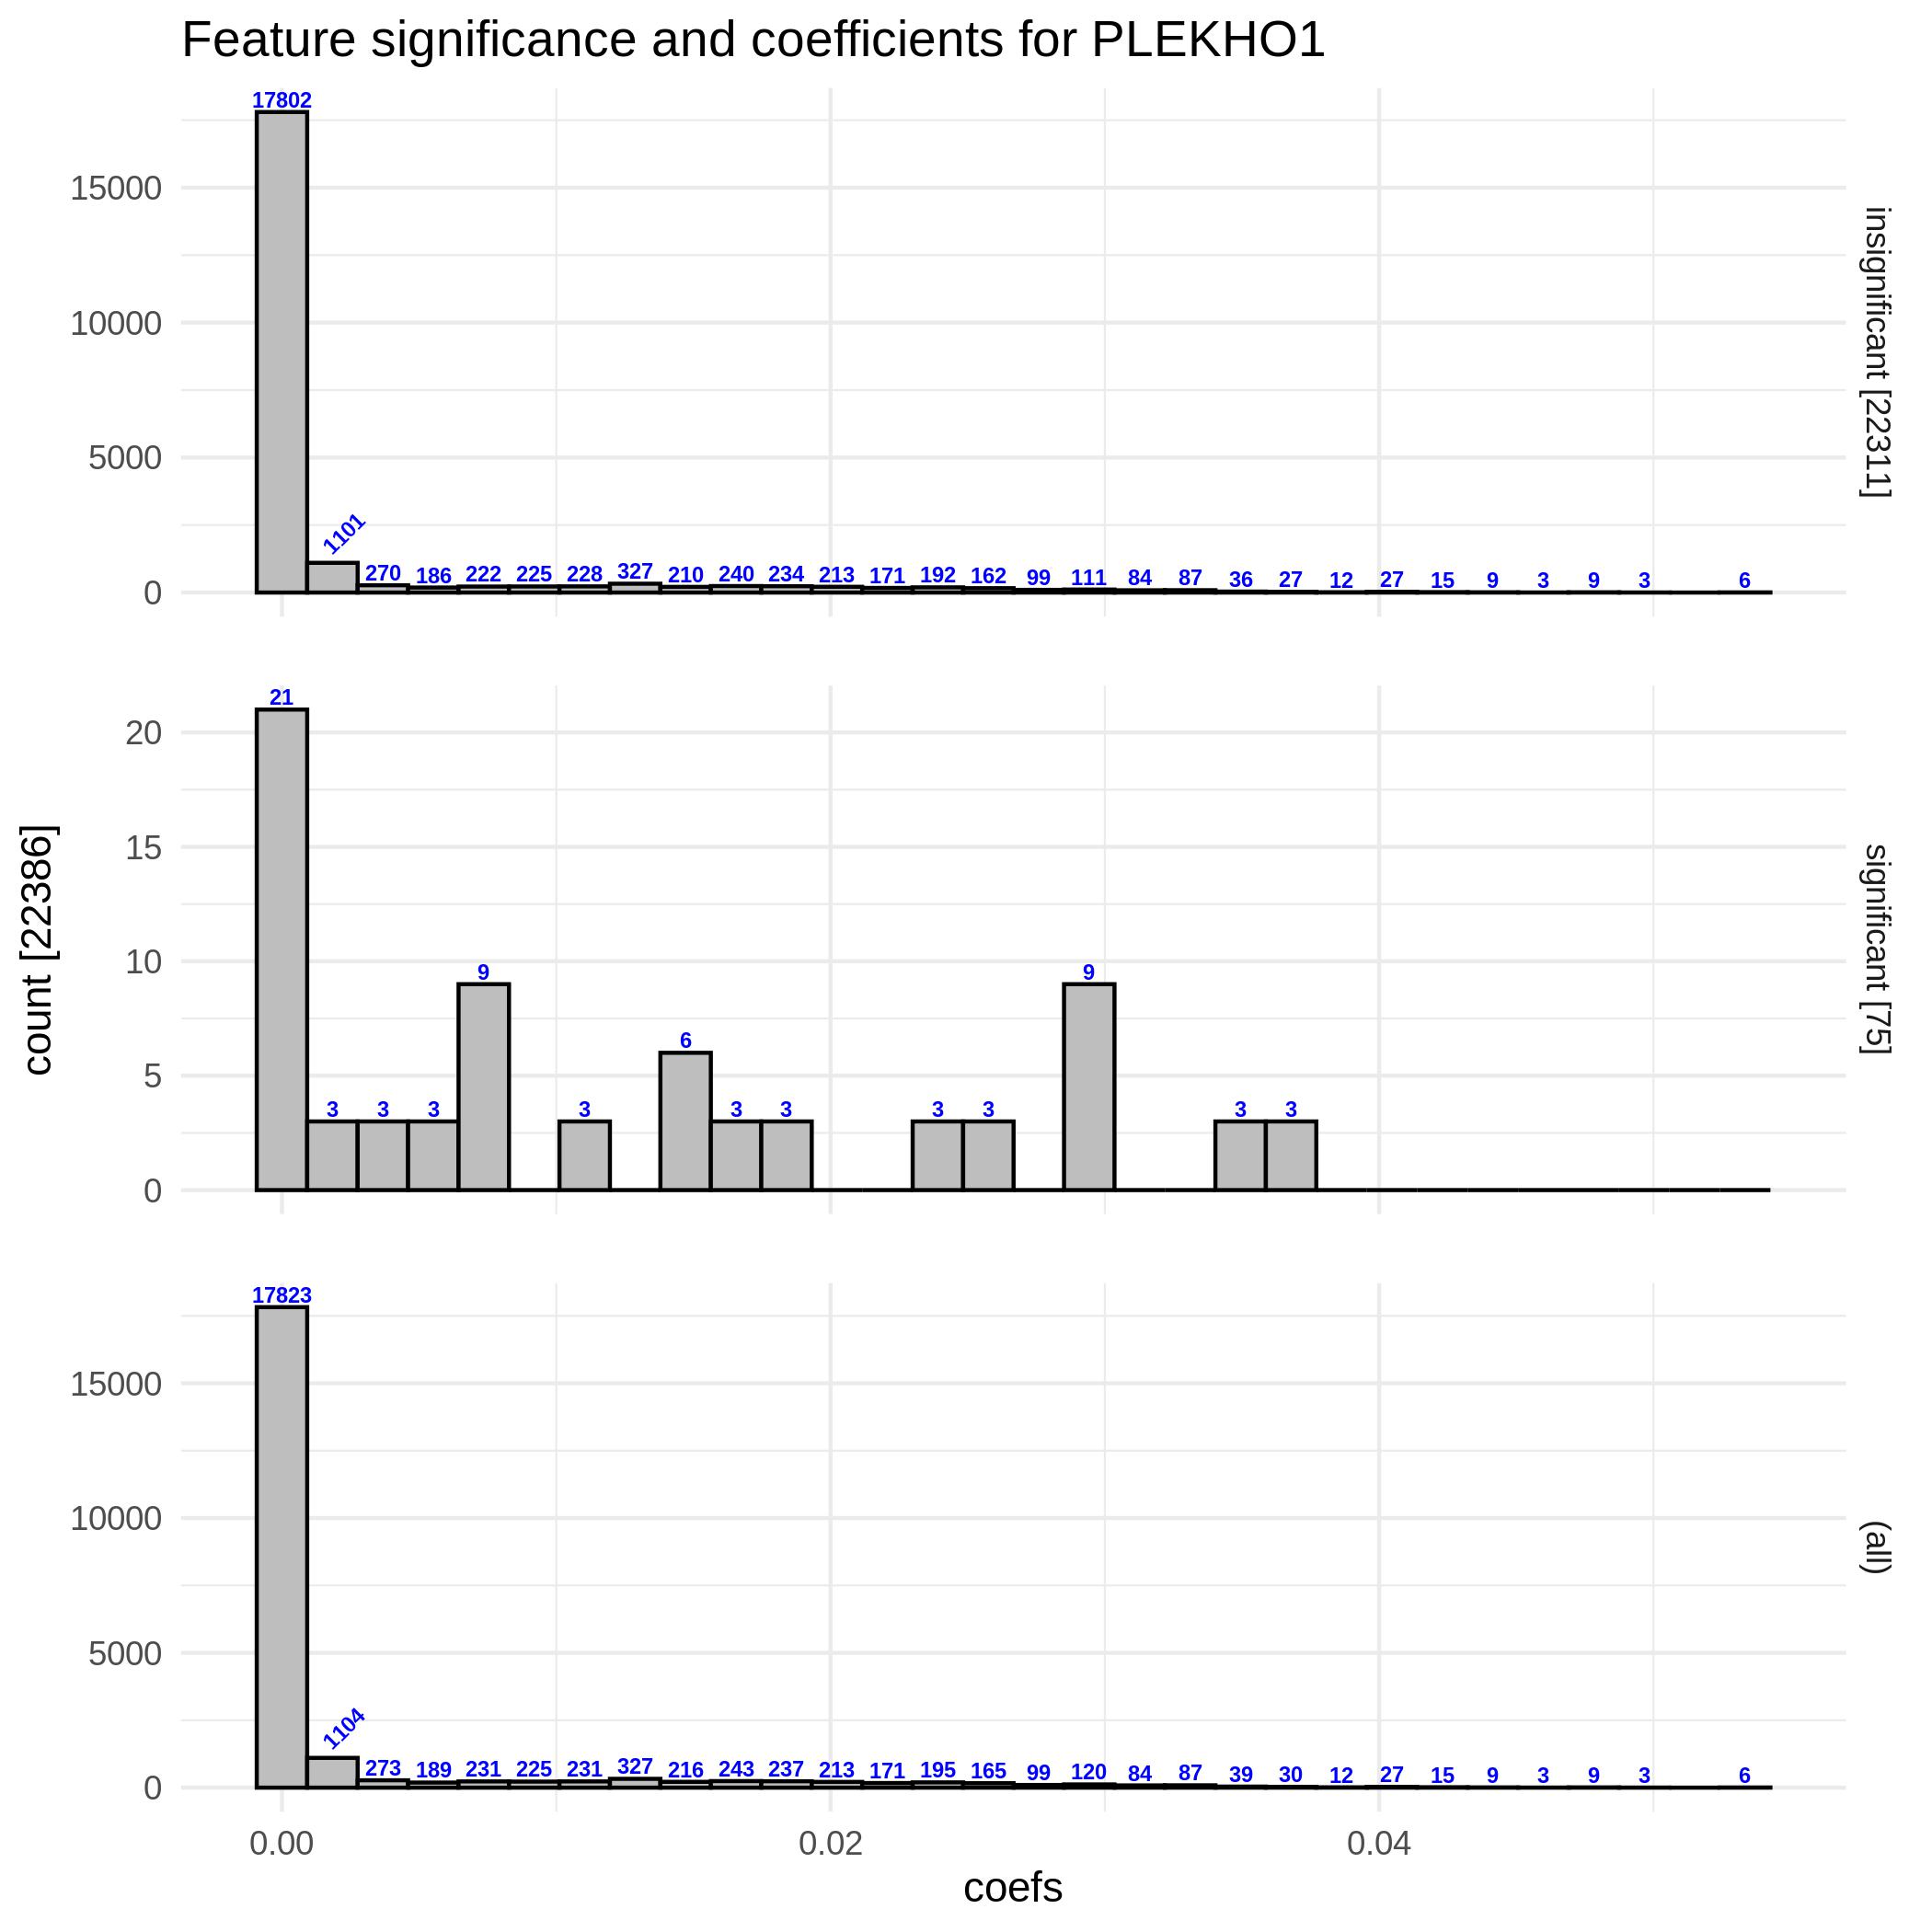 Feature significance and coefficients for PLEKHO1
17802
15000
10000
5000
0
1101
270 186 222 225 228 327 210 240 234 213 171 192 162 99 111 84 87 36 27 12 27 15 9 3 9 3 6
insignificant [22311]
count [22386]
21
20
15
10
5
0
3 3 3 9 3 6 3 3 3 3 9 3 3
significant [75]
17823
15000
10000
5000
0
1104
273 189 231 225 231 327 216 243 237 213 171 195 165 99 120 84 87 39 30 12 27 15 9 3 9 3 6
(all)
0.00 0.02 0.04
coefs